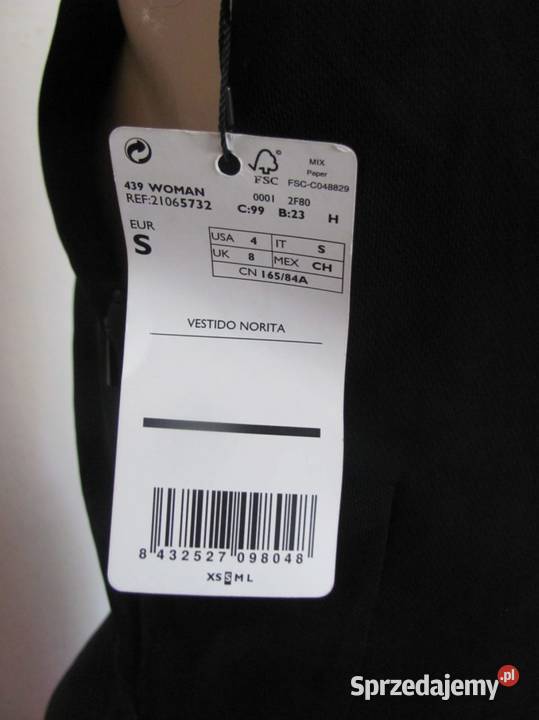 FSC
MIX
Paper
FSC-C048829
439 WOMAN
REF:21065732
0001 2F80
C:99 B:23 H
EUR
S
USA 4 IT S
UK 8 MEX CH
CN 165/84A
VESTIDO NORITA
8 432527 098048
XS S M L
Sprzedajemy.pl